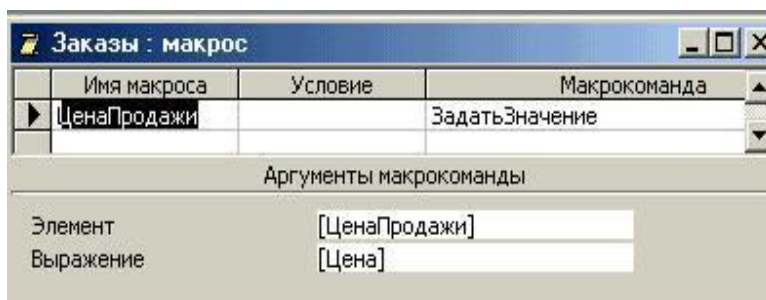 Заказы : макрос
Имя макроса Условие Макрокоманда
ЦенаПродажи ЗадатьЗначение
Аргументы макрокоманды
Элемент [ЦенаПродажи]
Выражение [Цена]